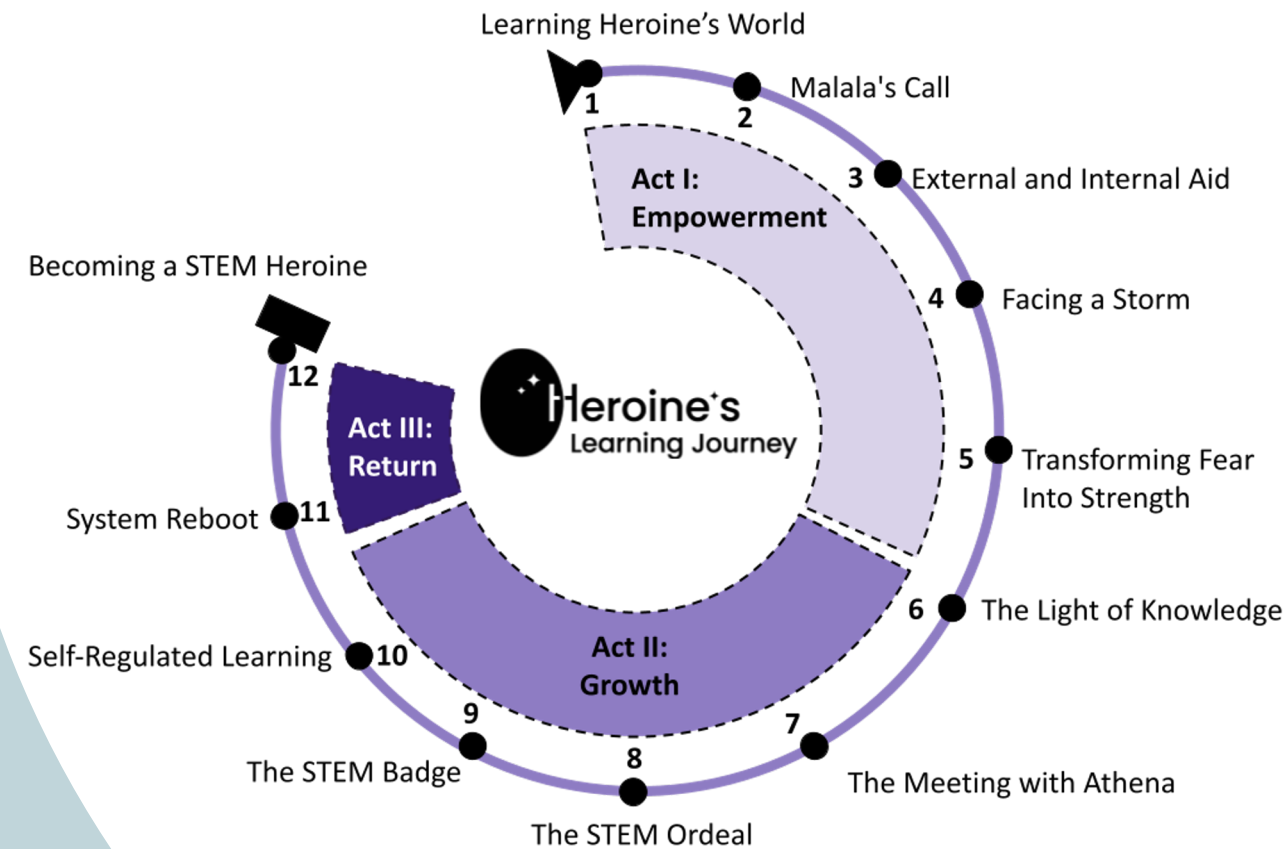 Learning Heroine's World
1
2
Malala's Call
3
External and Internal Aid
Act I:
Empowerment
4
Facing a Storm
5
Transforming Fear
Into Strength
6
The Light of Knowledge
7
The Meeting with Athena
Act II:
Growth
8
The STEM Ordeal
9
The STEM Badge
10
Self-Regulated Learning
11
System Reboot
Act III:
Return
12
Becoming a STEM Heroine
Heroine's
Learning Journey